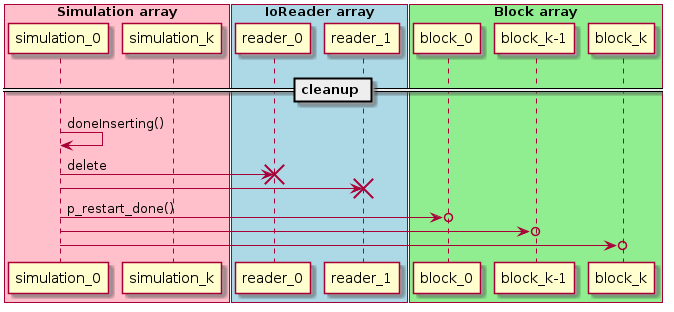 Simulation array IoReader array Block array
simulation_0 simulation_k reader_0 reader_1 block_0 block_k-1 block_k
cleanup
doneInserting()
delete
p_restart_done()
simulation_0 simulation_k reader_0 reader_1 block_0 block_k-1 block_k